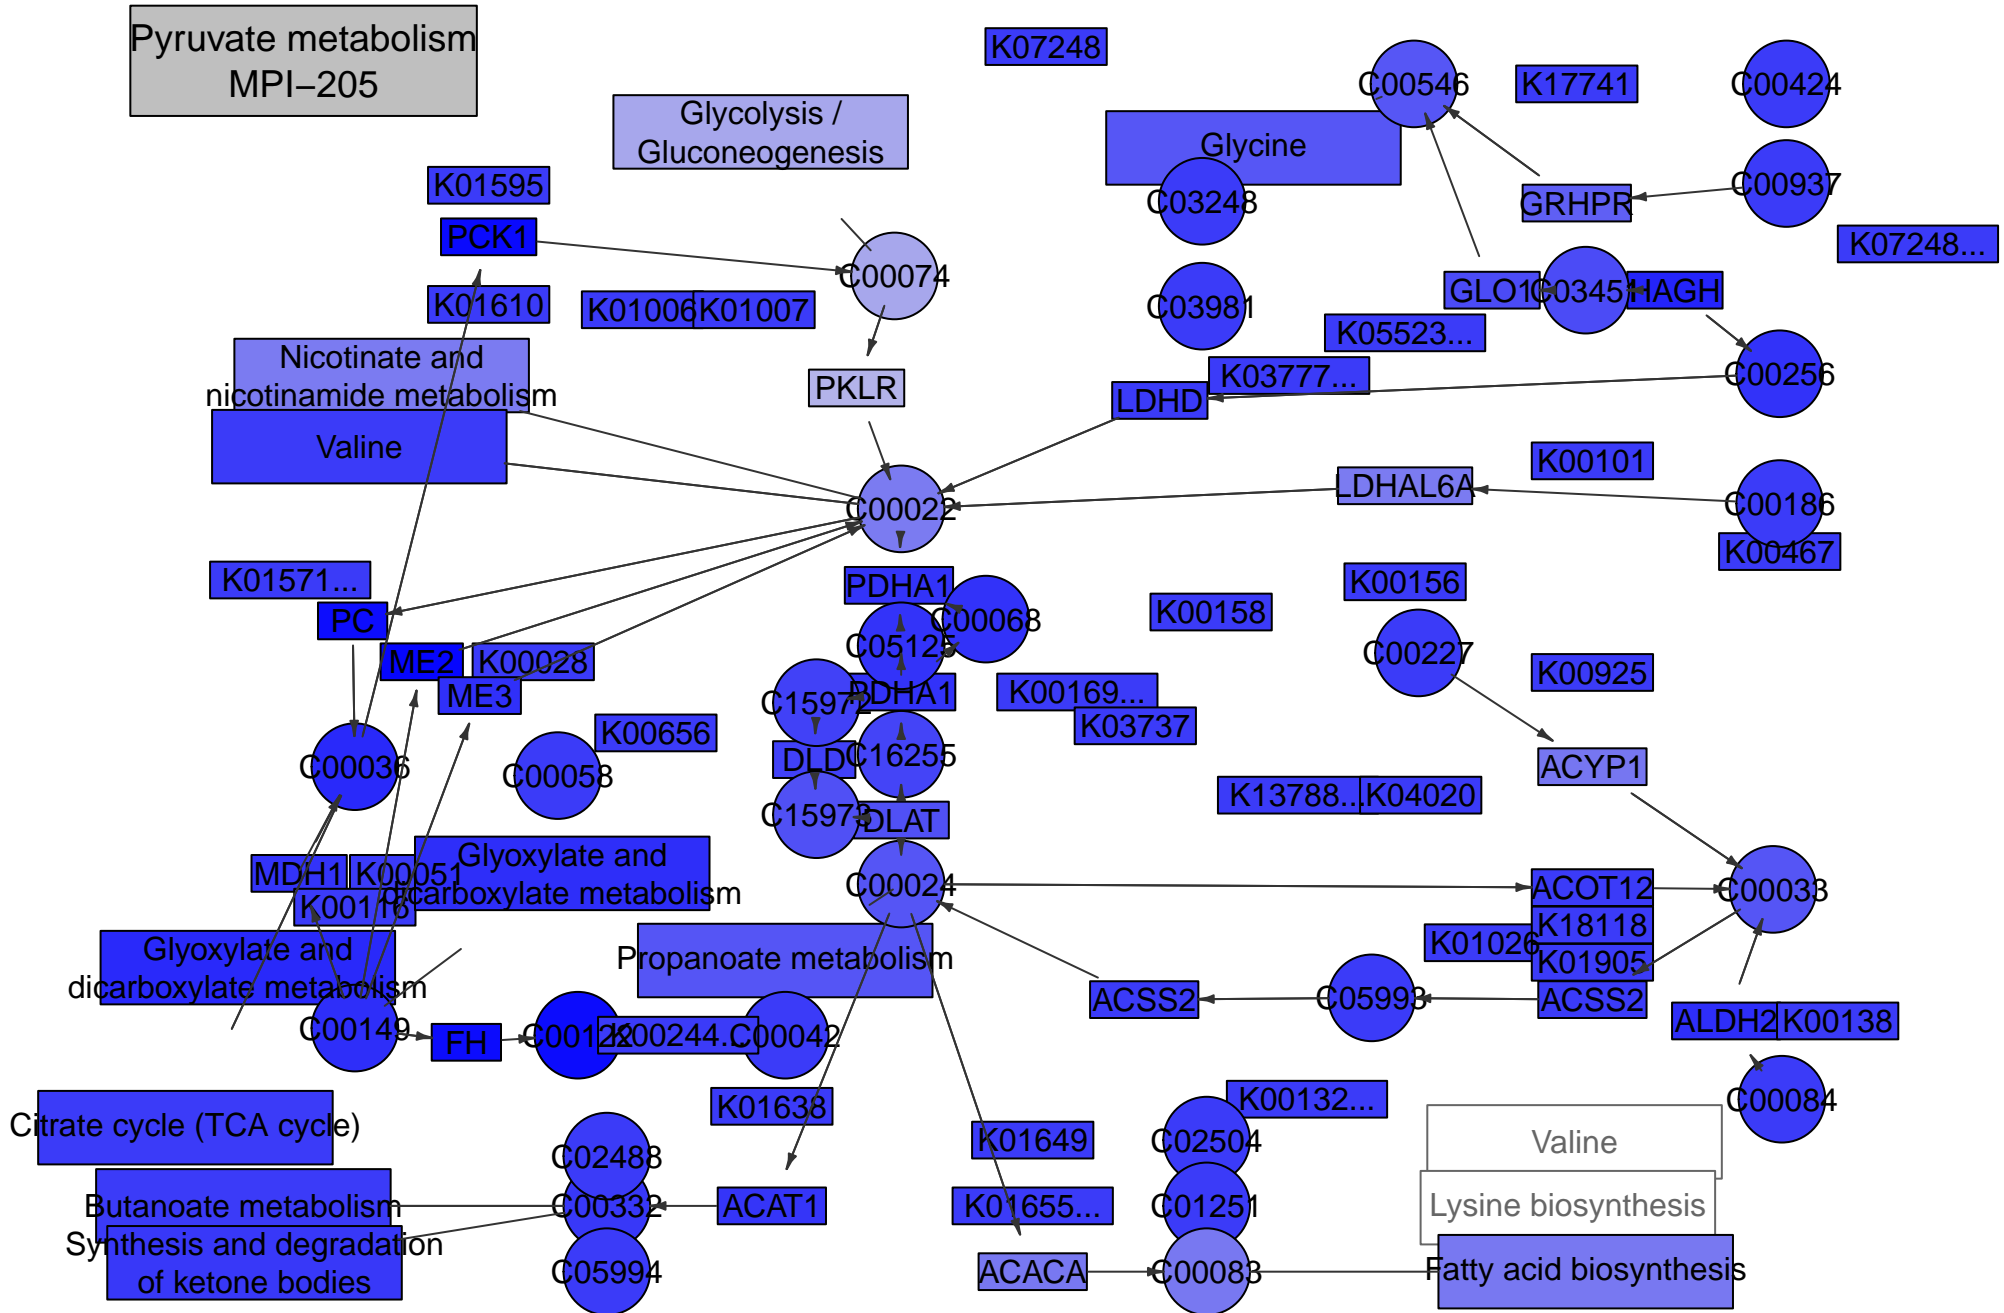 Pyruvate metabolism
MPI−205
K07248
C00546
K17741
C00424
Glycolysis /
Gluconeogenesis
Glycine
K01595
C03248
GRHPR
C00937
PCK1
K07248...
C00074
K01610
K01006
K01007
C03981
GLO1
C03451
HAGH
K05523...
Nicotinate and
nicotinamide metabolism
PKLR
K03777...
LDHD
C00256
Valine
K00101
LDHAL6A
C00022
C00186
K00467
K01571...
PDHA1
K00156
PC
C00068
K00158
C05125
C00227
ME2
K00028
ME3
PDHA1
K00169...
K00925
C15972
K03737
K00656
C00036
C00058
DLD
C16255
ACYP1
K13788...
K04020
C15973
DLAT
Glyoxylate and
dicarboxylate metabolism
MDH1
K00051
K00116
C00024
ACOT12
C00033
K18118
K01026
K01905
Glyoxylate and
dicarboxylate metabolism
Propanoate metabolism
ACSS2
C05993
ACSS2
C00149
FH
C00122
K00244...
C00042
ALDH2
K00138
Citrate cycle (TCA cycle)
K01638
K00132...
C00084
C02488
K01649
C02504
Valine
Butanoate metabolism
C00332
ACAT1
K01655...
C01251
Lysine biosynthesis
Synthesis and degradation
of ketone bodies
C05994
ACACA
C00083
Fatty acid biosynthesis